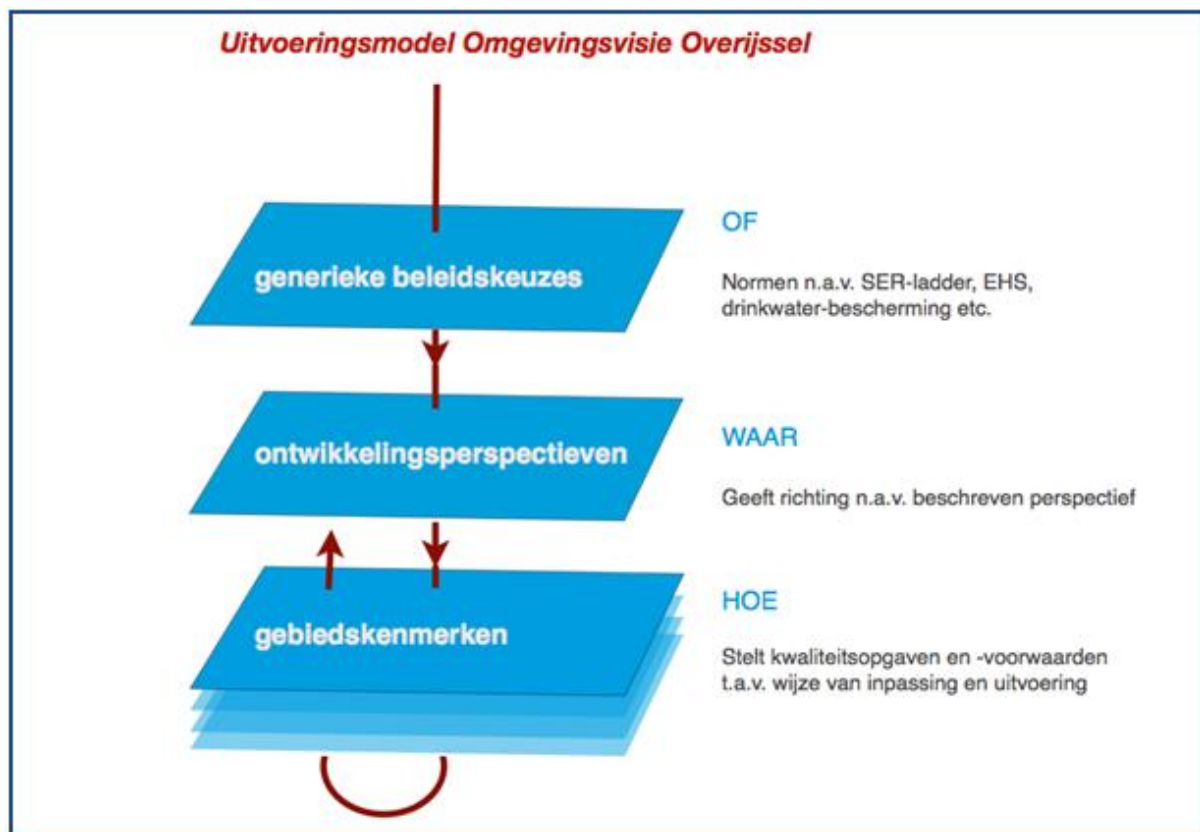 Uitvoeringsmodel Omgevingsvisie Overijssel
generieke beleidskeuzes
OF
Normen n.a.v. SER-ladder, EHS,
drinkwater-bescherming etc.
ontwikkelingsperspectieven
WAAR
Geeft richting n.a.v. beschreven perspectief
gebiedskenmerken
HOE
Stelt kwaliteitsopgaven en -voorwaarden
t.a.v. wijze van inpassing en uitvoering